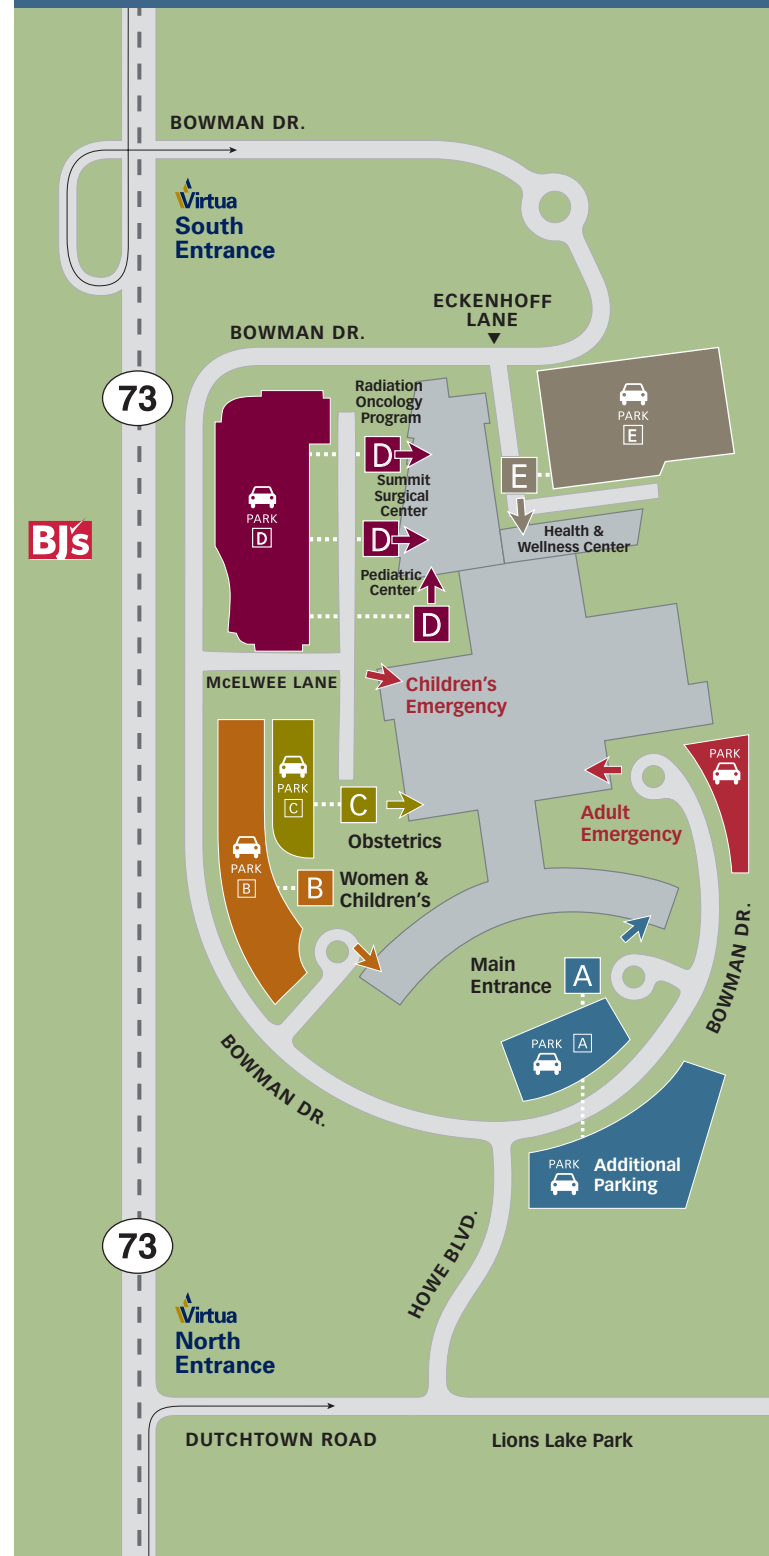 BOWMAN DR.
Virtua
South
Entrance
ECKENHOFF
LANE
BOWMAN DR.
73
Radiation
Oncology
Program
PARK
E
D
E
Summit
Surgical
Center
PARK
D
BJ's
D
Health &
Wellness Center
Pediatric
Center
D
McELWEE LANE
Children's
Emergency
PARK
PARK
C
C
Obstetrics
Adult
Emergency
PARK
B
B
Women &
Children's
Main
Entrance
A
BOWMAN DR.
PARK A
BOWMAN DR.
PARK
Additional
Parking
73
HOWE BLVD.
Virtua
North
Entrance
DUTCHTOWN ROAD
Lions Lake Park